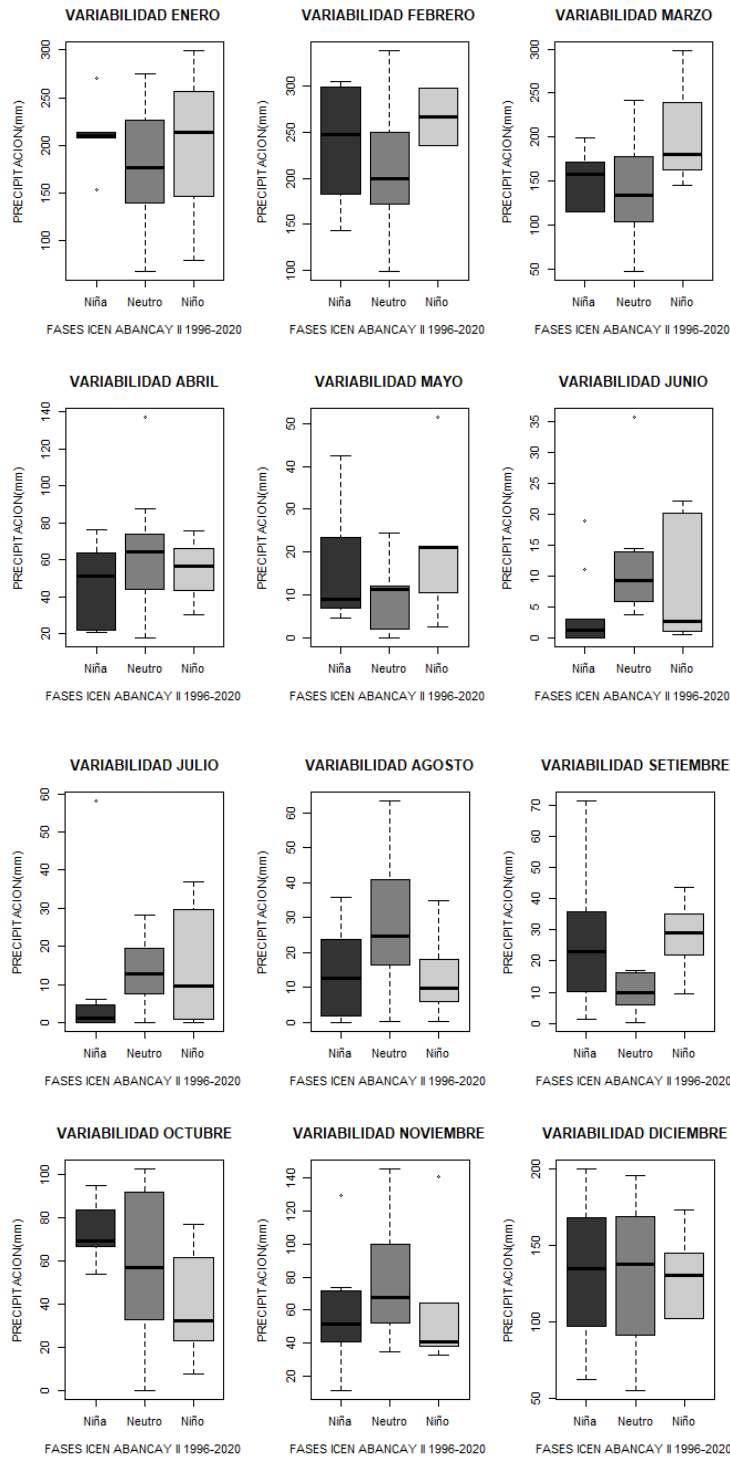 VARIABILIDAD ENERO
PRECIPITACION(mm)
300
250
200
150
100
Niña Neutro Niño
FASES ICEN ABANCAY II 1996-2020
VARIABILIDAD FEBRERO
PRECIPITACION(mm)
300
250
200
150
100
Niña Neutro Niño
FASES ICEN ABANCAY II 1996-2020
VARIABILIDAD MARZO
PRECIPITACION(mm)
300
250
200
150
100
50
Niña Neutro Niño
FASES ICEN ABANCAY II 1996-2020
VARIABILIDAD ABRIL
PRECIPITACION(mm)
140
120
100
80
60
40
20
Niña Neutro Niño
FASES ICEN ABANCAY II 1996-2020
VARIABILIDAD MAYO
PRECIPITACION(mm)
50
40
30
20
10
0
Niña Neutro Niño
FASES ICEN ABANCAY II 1996-2020
VARIABILIDAD JUNIO
PRECIPITACION(mm)
35
30
25
20
15
10
5
0
Niña Neutro Niño
FASES ICEN ABANCAY II 1996-2020
VARIABILIDAD JULIO
PRECIPITACION(mm)
60
50
40
30
20
10
0
Niña Neutro Niño
FASES ICEN ABANCAY II 1996-2020
VARIABILIDAD AGOSTO
PRECIPITACION(mm)
60
50
40
30
20
10
0
Niña Neutro Niño
FASES ICEN ABANCAY II 1996-2020
VARIABILIDAD SETIEMBRE
PRECIPITACION(mm)
70
60
50
40
30
20
10
0
Niña Neutro Niño
FASES ICEN ABANCAY II 1996-2020
VARIABILIDAD OCTUBRE
PRECIPITACION(mm)
100
80
60
40
20
0
Niña Neutro Niño
FASES ICEN ABANCAY II 1996-2020
VARIABILIDAD NOVIEMBRE
PRECIPITACION(mm)
140
120
100
80
60
40
20
Niña Neutro Niño
FASES ICEN ABANCAY II 1996-2020
VARIABILIDAD DICIEMBRE
PRECIPITACION(mm)
200
150
100
50
Niña Neutro Niño
FASES ICEN ABANCAY II 1996-2020